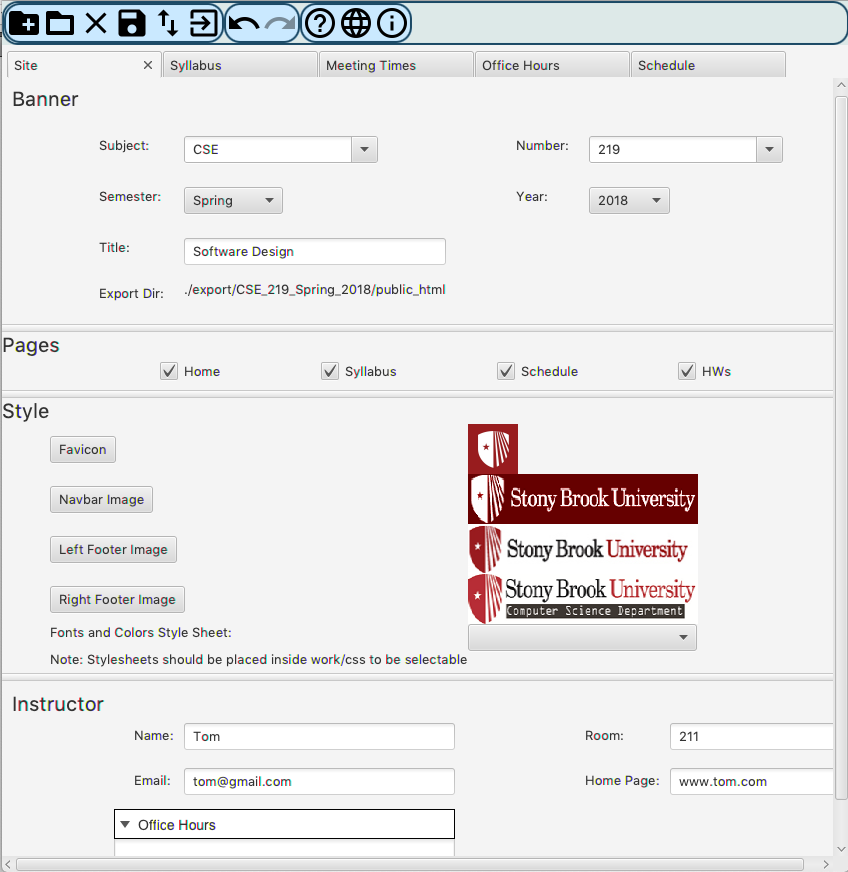 Site Syllabus Meeting Times Office Hours Schedule
Banner
Subject: CSE Number: 219
Semester: Spring Year: 2018
Title: Software Design
Export Dir: ./export/CSE_219_Spring_2018/public_html
Pages
Home Syllabus Schedule HWs
Style
Favicon
Navbar Image Stony Brook University
Left Footer Image Stony Brook University
Right Footer Image Stony Brook University
Computer Science Department
Fonts and Colors Style Sheet:
Note: Stylesheets should be placed inside work/css to be selectable
Instructor
Name: Tom Room: 211
Email: tom@gmail.com Home Page: www.tom.com
Office Hours